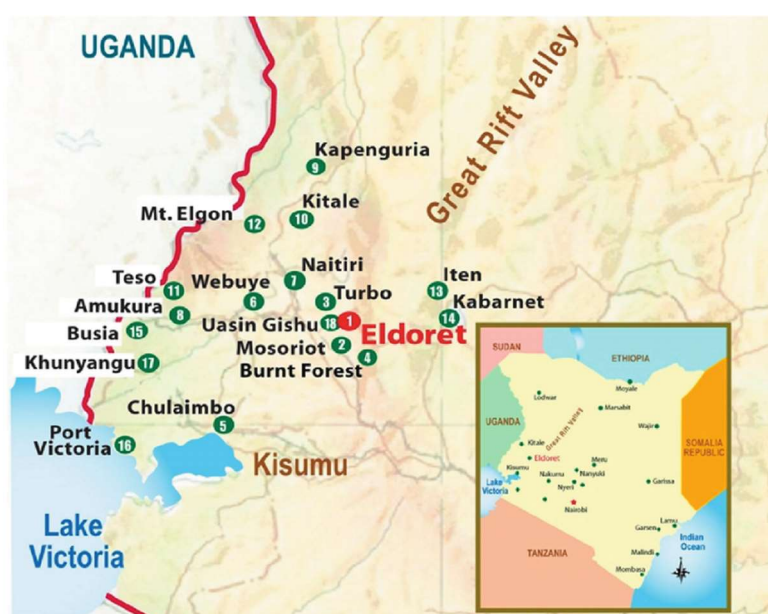 UGANDA
Great Rift Valley
Kapenguria
9
Kitale
10
Mt. Elgon
12
Naitiri
7
Iten
13
Teso
11
Webuye
6
Turbo
3
Kabarnet
14
Amukura
8
Uasin Gishu
18
1
Eldoret
Busia
15
Mosoriot
2
Khunyangu
17
Burnt Forest
4
Chulaimbo
5
Port
Victoria
16
Kisumu
Lake
Victoria
SUDAN
ETHIOPIA
Moyale
Lodwar
Marsabit
UGANDA
Great Rift Valley
Wajir
SOMALIA
REPUBLIC
Kitale
Eldoret
Meru
Kisumu
Nakuru
Nanyuki
Lake
Victoria
Nyeri
Garissa
Nairobi
Lamu
Garsen
Indian
Ocean
TANZANIA
Malindi
Mombasa